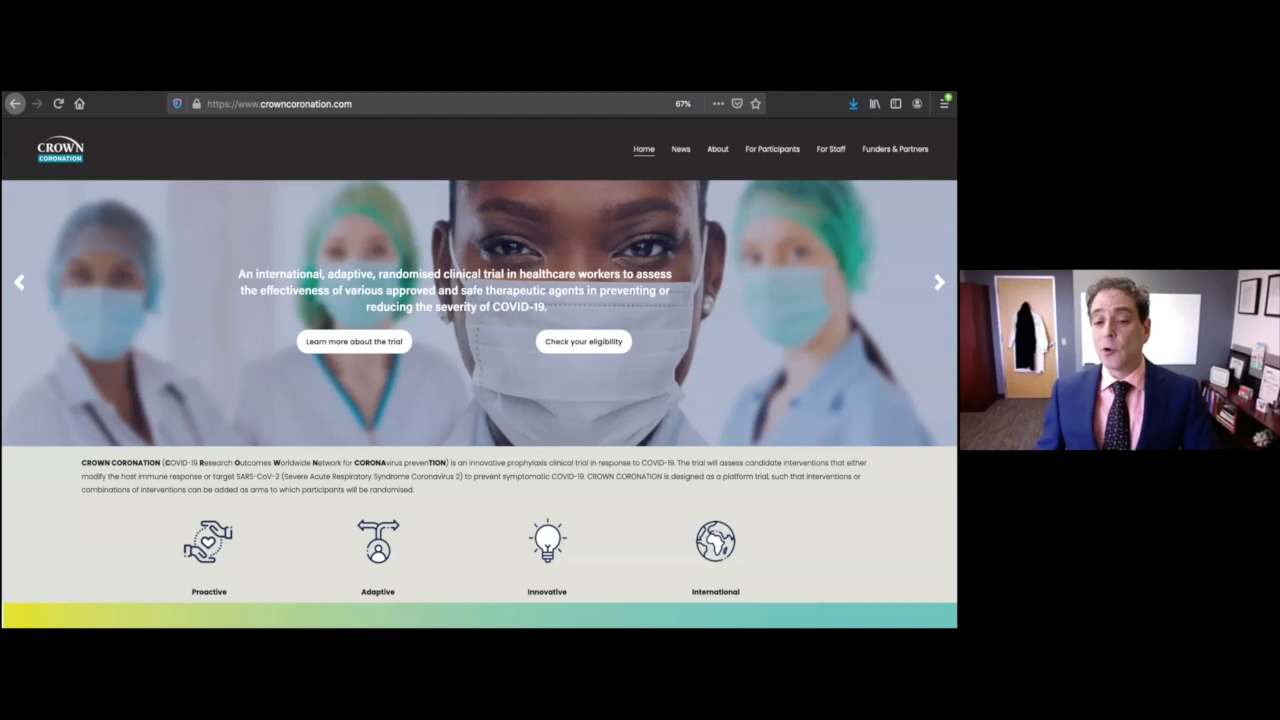 https://www.crowncoronation.com
67%
CROWN
CORONATION
Home News About For Participants For Staff Funders & Partners
An international, adaptive, randomised clinical trial in healthcare workers to assess
the effectiveness of various approved and safe therapeutic agents in preventing or
reducing the severity of COVID-19.
Learn more about the trial
Check your eligibility
CROWN CORONATION (COVID-19 Research Outcomes Worldwide Network for CORONAvirus prevenTION) is an innovative prophylaxis clinical trial in response to COVID-19. The trial will assess candidate interventions that either
modify the host immune response or target SARS-CoV-2 (Severe Acute Respiratory Syndrome Coronavirus 2) to prevent symptomatic COVID-19. CROWN CORONATION is designed as a platform trial, such that interventions or
combinations of interventions can be added as arms to which participants will be randomised.
Proactive
Adaptive
Innovative
International